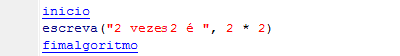 inicio
escreva("2 vezes2 é ", 2 * 2)
fimalgoritmo